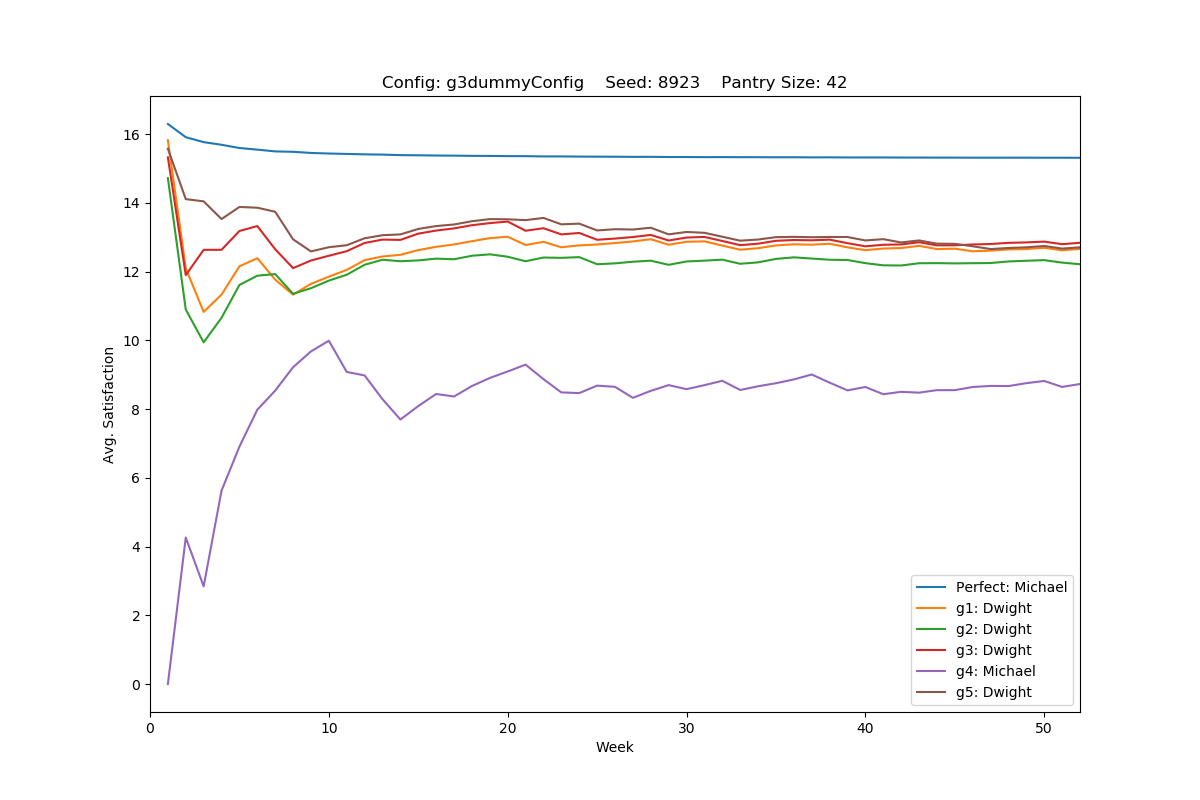 Config: g3dummyConfig    Seed: 8923    Pantry Size: 42
Avg. Satisfaction
16
14
12
10
8
6
4
2
0
0 10 20 30 40 50
Week
Perfect: Michael
g1: Dwight
g2: Dwight
g3: Dwight
g4: Michael
g5: Dwight